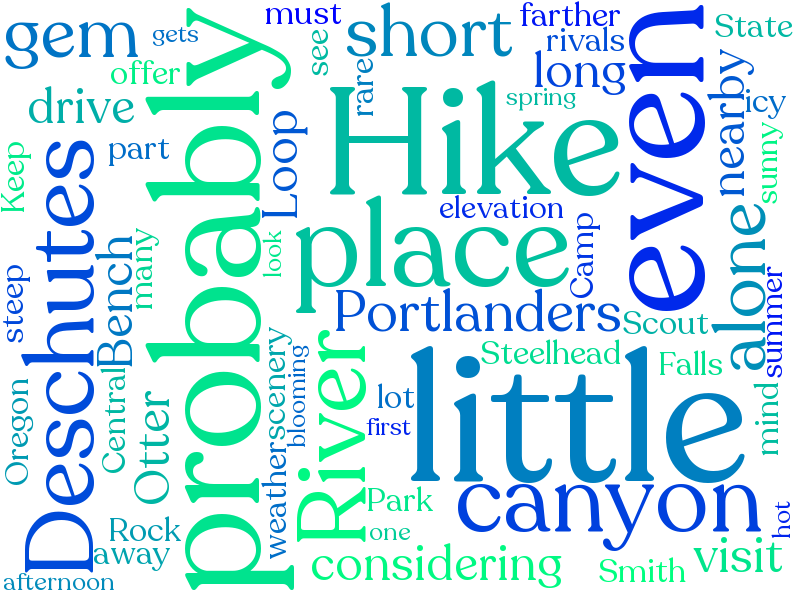 gem
gets
must
short
farther
State
see
rivals
offer
long
drive
rare
spring
nearby
icy
probably
Hike
even
Keep
part
Loop
sunny
Deschutes
elevation
many
look
place
Camp
alone
steep
Bench
Portlanders
Scout
summer
Steelhead
Falls
Oregon
Central
Otter
scenery
blooming
River
lot
first
little
mind
weather
canyon
Park
one
hot
Rock
away
considering
Smith
visit
afternoon